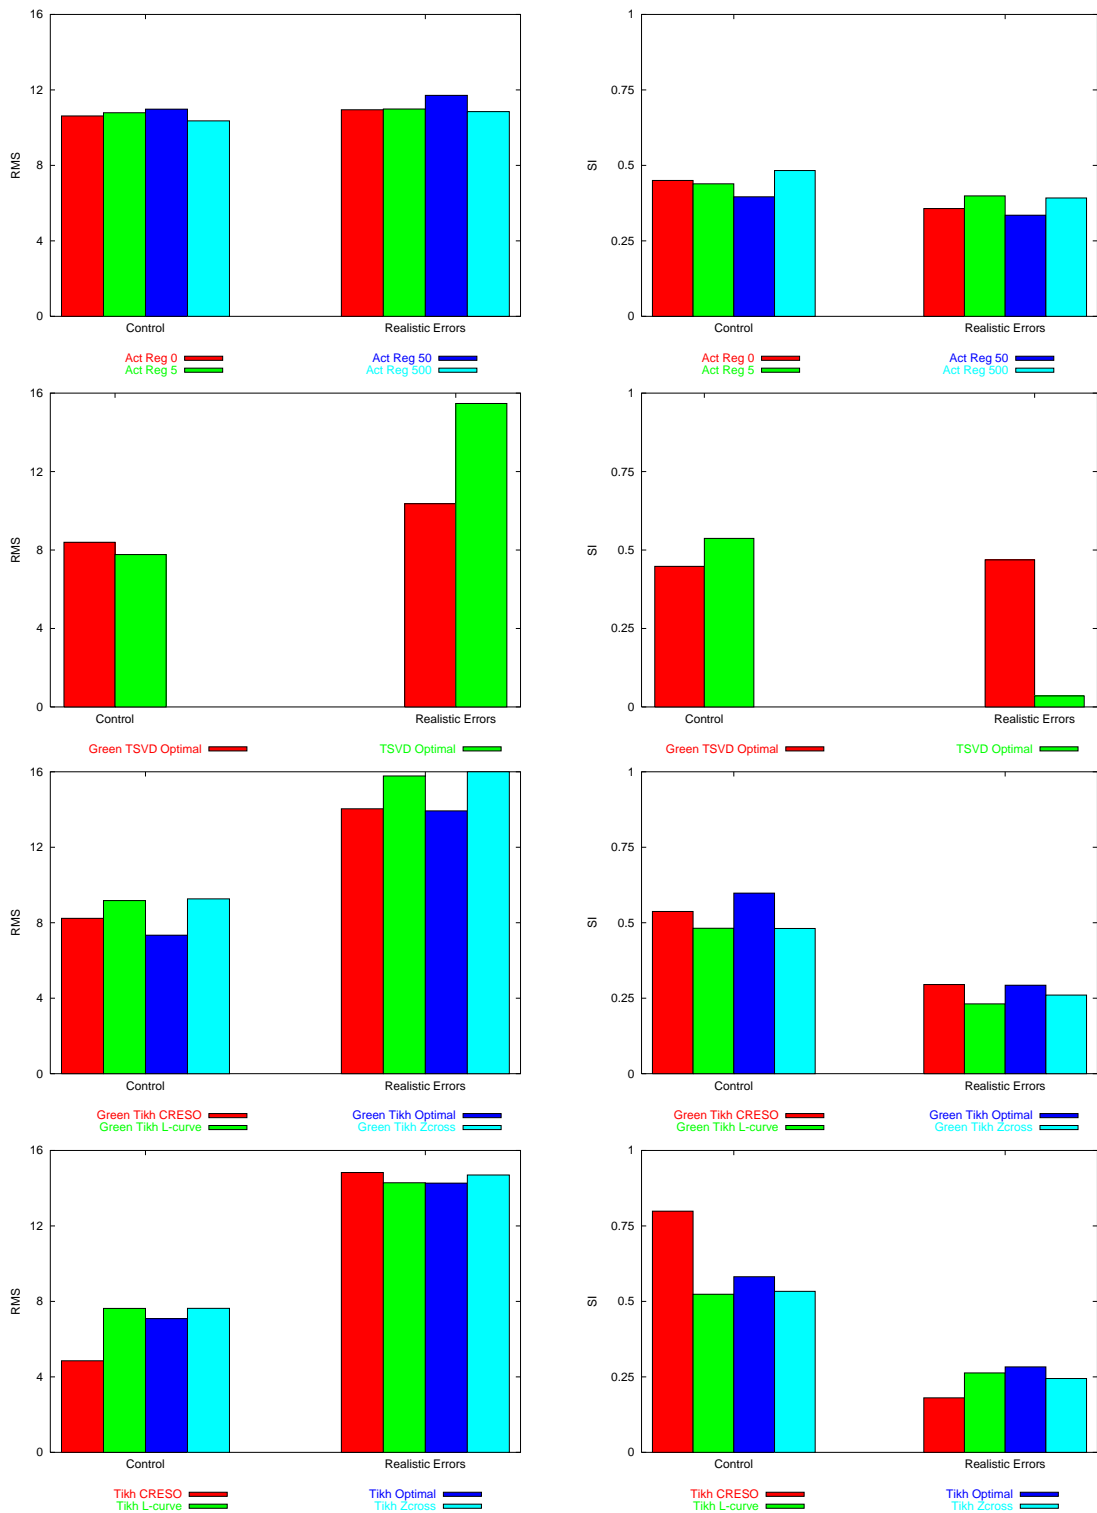 16
12
8
4
0
RMS
Control
Realistic Errors
Act Reg 0
Act Reg 5
Act Reg 50
Act Reg 500
1
0.75
0.5
0.25
0
SI
Control
Realistic Errors
Act Reg 0
Act Reg 5
Act Reg 50
Act Reg 500
16
12
8
4
0
RMS
Control
Realistic Errors
Green TSVD Optimal
TSVD Optimal
1
0.75
0.5
0.25
0
SI
Control
Realistic Errors
Green TSVD Optimal
TSVD Optimal
16
12
8
4
0
RMS
Control
Realistic Errors
Green Tikh CRESO
Green Tikh L-curve
Green Tikh Optimal
Green Tikh Zcross
1
0.75
0.5
0.25
0
SI
Control
Realistic Errors
Green Tikh CRESO
Green Tikh L-curve
Green Tikh Optimal
Green Tikh Zcross
16
12
8
4
0
RMS
Control
Realistic Errors
Tikh CRESO
Tikh L-curve
Tikh Optimal
Tikh Zcross
1
0.75
0.5
0.25
0
SI
Control
Realistic Errors
Tikh CRESO
Tikh L-curve
Tikh Optimal
Tikh Zcross